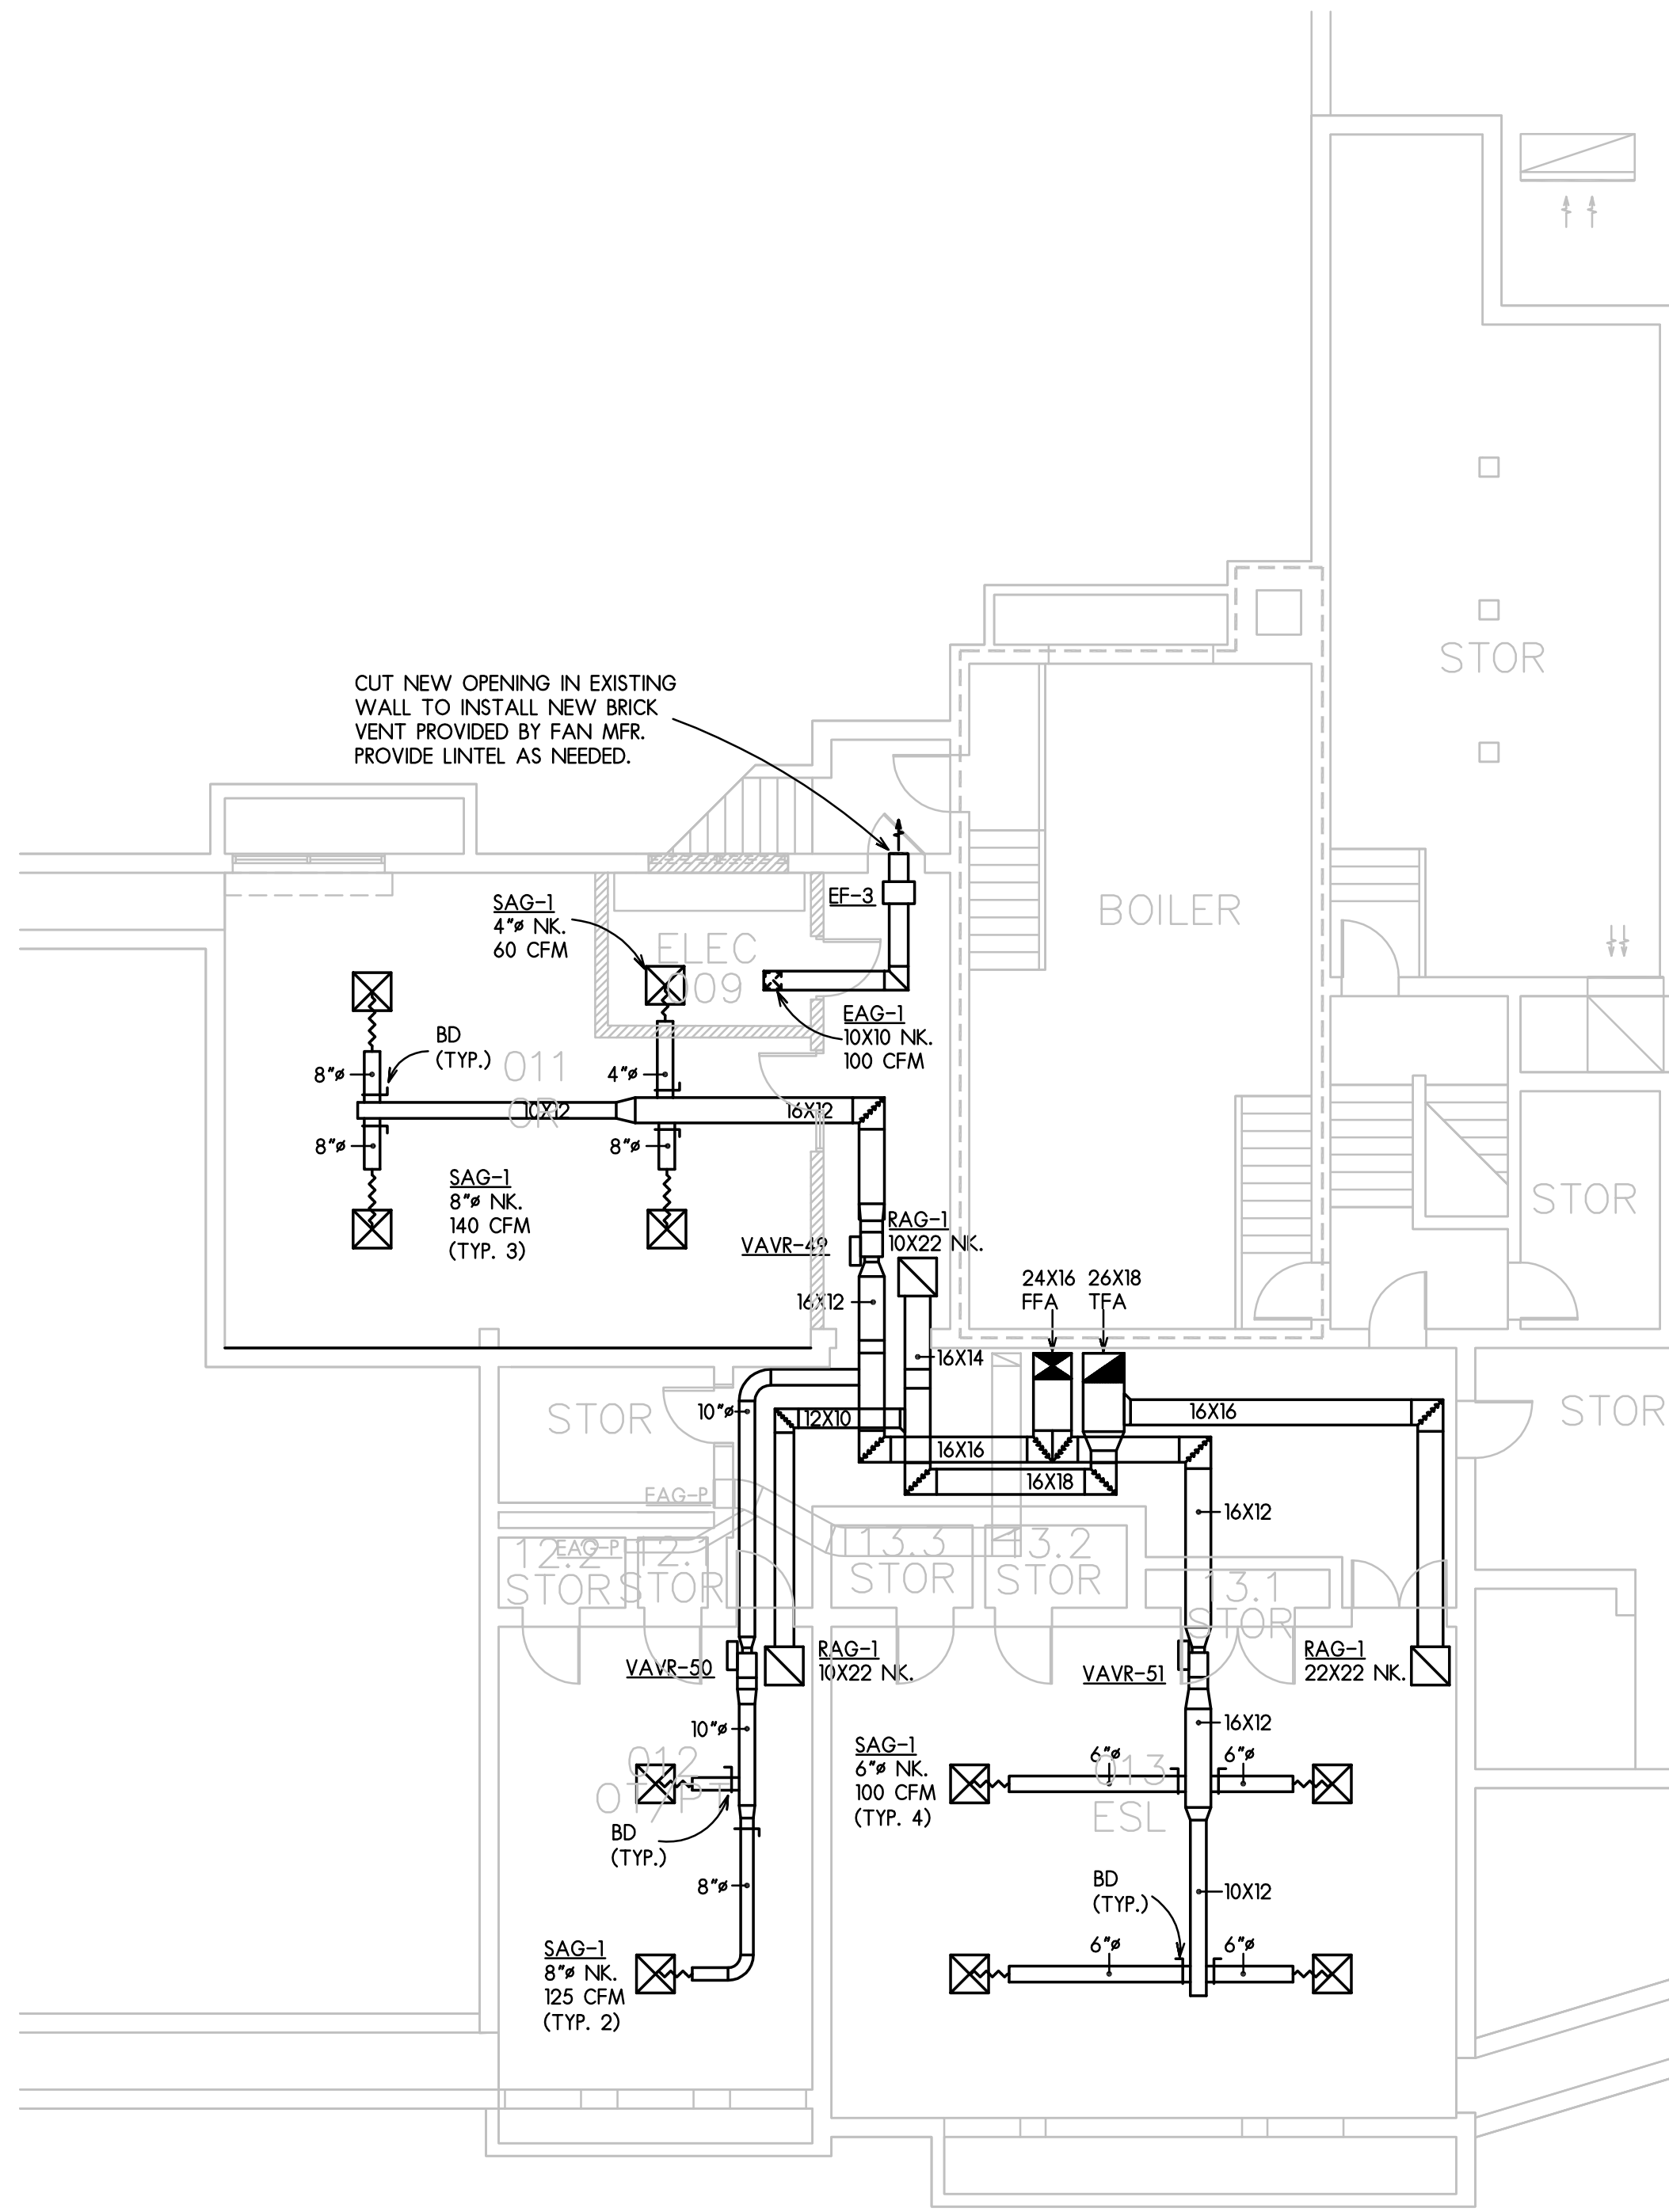 STOR
CUT NEW OPENING IN EXISTING
WALL TO INSTALL NEW BRICK
VENT PROVIDED BY FAN MFR.
PROVIDE LINTEL AS NEEDED.
BOILER
EF-3
SAG-1
4"ø NK.
60 CFM
ELEC
009
EAG-1
10X10 NK.
100 CFM
BD
(TYP.)
8"ø
4"ø
011
OR
10X12
16X12
8"ø
8"ø
SAG-1
8"ø NK.
140 CFM
(TYP. 3)
STOR
RAG-1
10X22 NK.
VAVR-49
16X12
24X16
FFA
26X18
TFA
16X14
STOR
10"ø
12X10
16X16
STOR
16X16
16X18
EAG-P
16X12
EAG-P
12.2
STOR
12.1
STOR
13.3
STOR
13.2
STOR
13.1
STOR
VAVR-50
RAG-1
10X22 NK.
VAVR-51
RAG-1
22X22 NK.
10"ø
16X12
012
OT/PT
SAG-1
6"ø NK.
100 CFM
(TYP. 4)
6"ø
6"ø
013
ESL
BD
(TYP.)
8"ø
BD
(TYP.)
10X12
6"ø
6"ø
SAG-1
8"ø NK.
125 CFM
(TYP. 2)